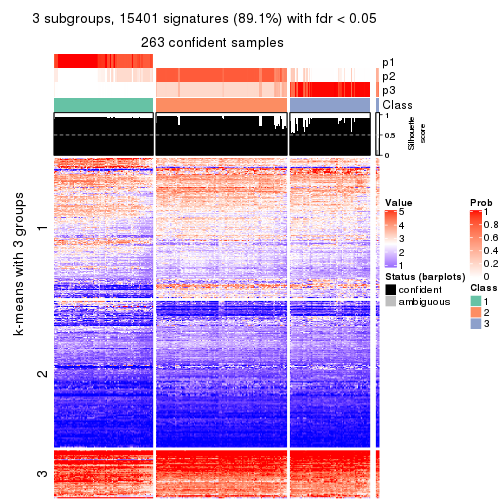 3 subgroups, 15401 signatures (89.1%) with fdr < 0.05
263 confident samples
p1
p2
p3
Class
1
0.5
0
Silhouette
score
k-means with 3 groups
1
2
3
Value
5
4
3
2
1
Status (barplots)
confident
ambiguous
Prob
1
0.8
0.6
0.4
0.2
0
Class
1
2
3